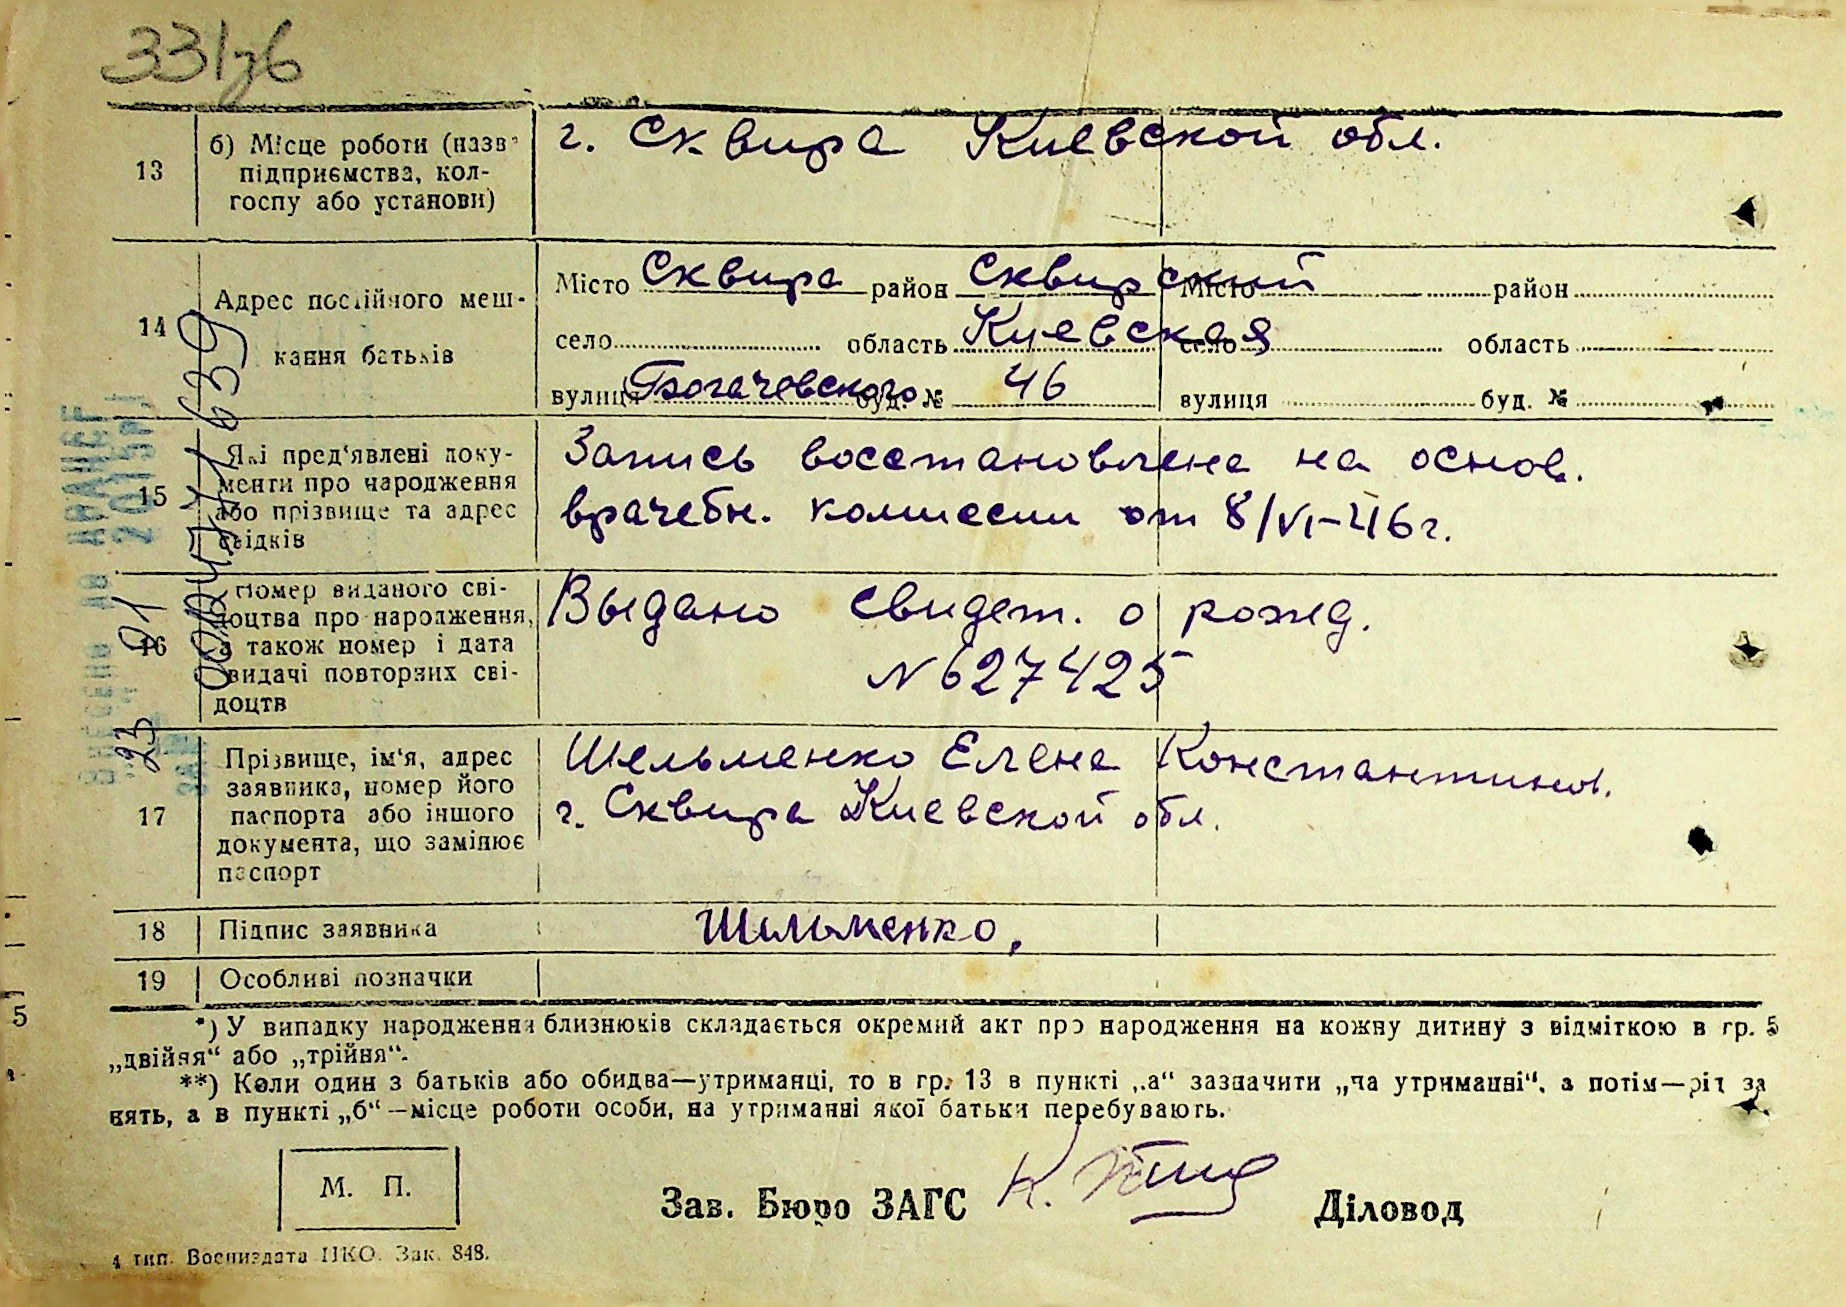 331зб
13
б) Місце роботи (назва
підприємства, кол-
госпу або установи)
г. Сквира Киевской обл.
14
Адрес постійного меш-
кання батьків
Місто Сквира район Сквирский Місто район
село область Киевская село область
вулиця Богачевского буд. № 46 вулиця буд. №
15
Які пред‘явлені доку-
менти про народження
або прізвище та адрес
свідків
Запись восстановлена на основ.
врачебн. комиссии от 8/VI-46г.
16
Номер виданого сві-
доцтва про народження,
а також номер і дата
видачі повторних сві-
доцтв
Выдано свидет. о рожд.
№ 627425
17
Прізвище, ім‘я, адрес
заявника, номер його
паспорта або іншого
документа, що замінює
паспорт
Шельменко Елена Константинов.
г. Сквира Киевской обл.
18 Підпис заявника Шельменко,
19 Особливі позначки
*) У випадку народження близнюків складається окремий акт про народження на кожну дитину з відміткою в гр. 5
„двійня“ або „трійня“.
**) Коли один з батьків або обидва—утриманці, то в гр. 13 в пункті „а“ зазначити „на утриманні“, а потім—рід за
нять, а в пункті „б“—місце роботи особи, на утриманні якої батьки перебувають.
М. П.
Зав. Бюро ЗАГС Діловод
4 тип. Воениздата НКО. Зак. 848.
5